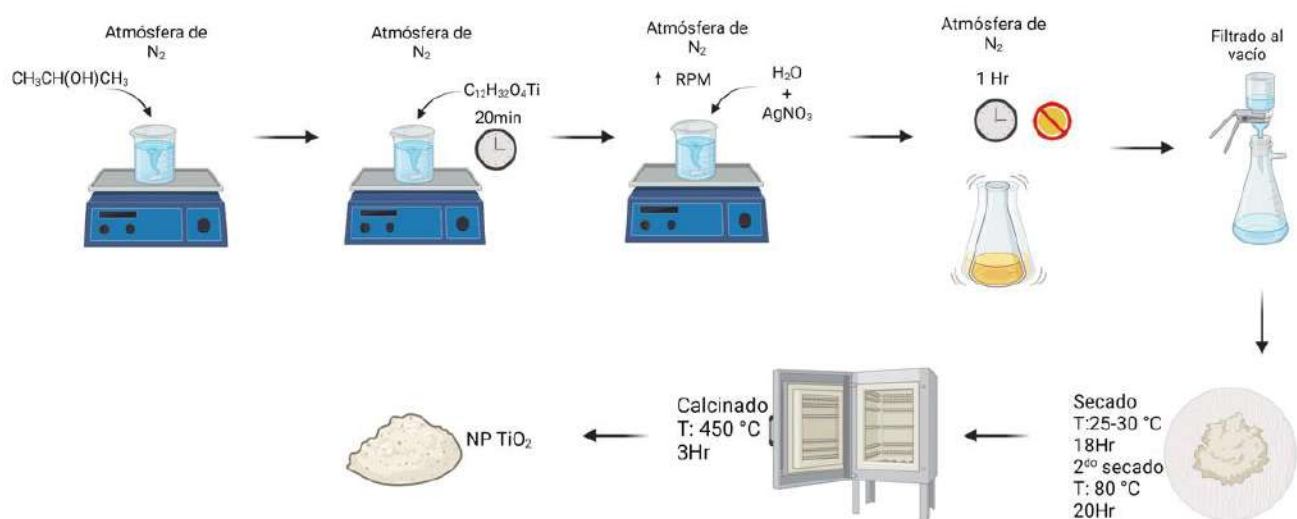 Atmósfera de
N₂
CH₃CH(OH)CH₃
Atmósfera de
N₂
C₁₂H₃₂O₄Ti
20min
Atmósfera de
N₂
↑ RPM
H₂O
+
AgNO₃
Atmósfera de
N₂
1 Hr
Filtrado al
vacío
Secado
T:25-30 °C
18Hr
2ᵈᵒ secado
T: 80 °C
20Hr
Calcinado
T: 450 °C
3Hr
NP TiO₂